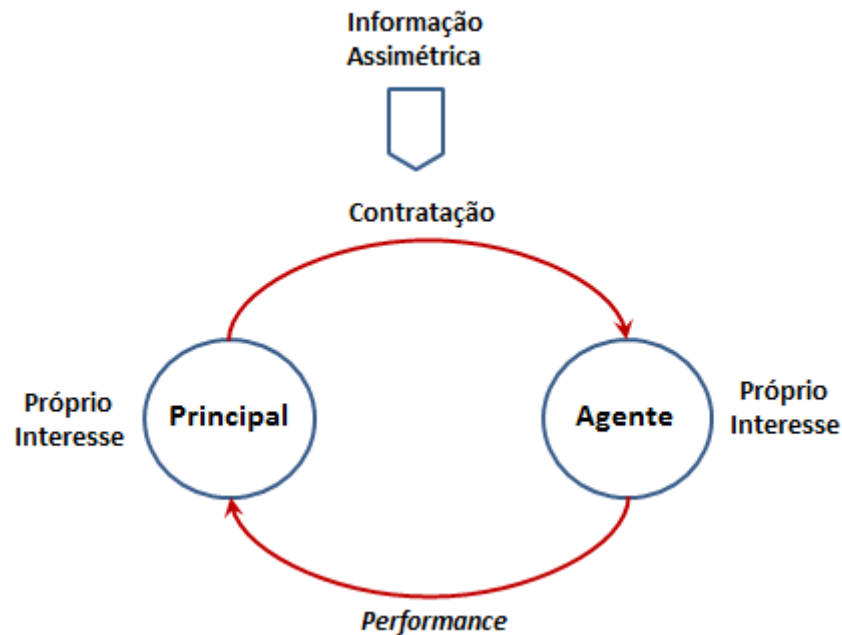 Informação
Assimétrica
Contratação
Próprio
Interesse
Principal
Agente
Próprio
Interesse
Performance